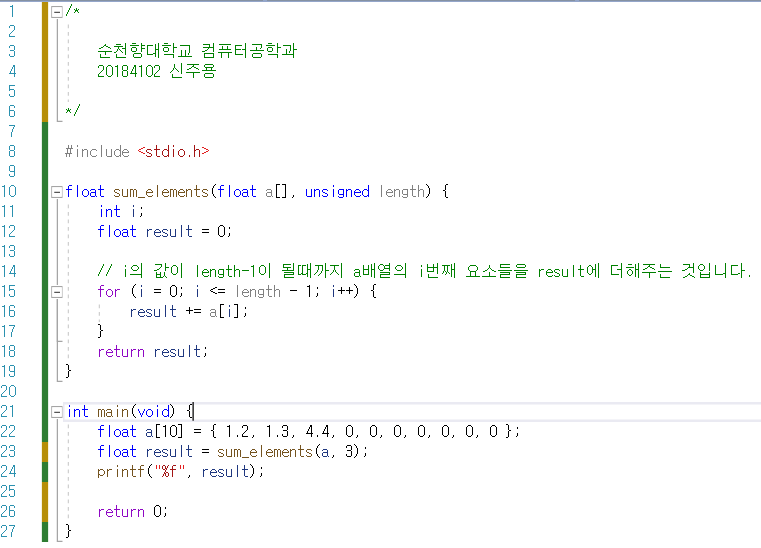 1 /*
2
3 순천향대학교 컴퓨터공학과
4 20184102 신주용
5
6 */
7
8 #include <stdio.h>
9
10 float sum_elements(float a[], unsigned length) {
11 int i;
12 float result = 0;
13
14 // i의 값이 length-1이 될때까지 a배열의 i번째 요소들을 result에 더해주는 것입니다.
15 for (i = 0; i <= length - 1; i++) {
16 result += a[i];
17 }
18 return result;
19 }
20
21 int main(void) {
22 float a[10] = { 1.2, 1.3, 4.4, 0, 0, 0, 0, 0, 0, 0 };
23 float result = sum_elements(a, 3);
24 printf("%f", result);
25
26 return 0;
27 }